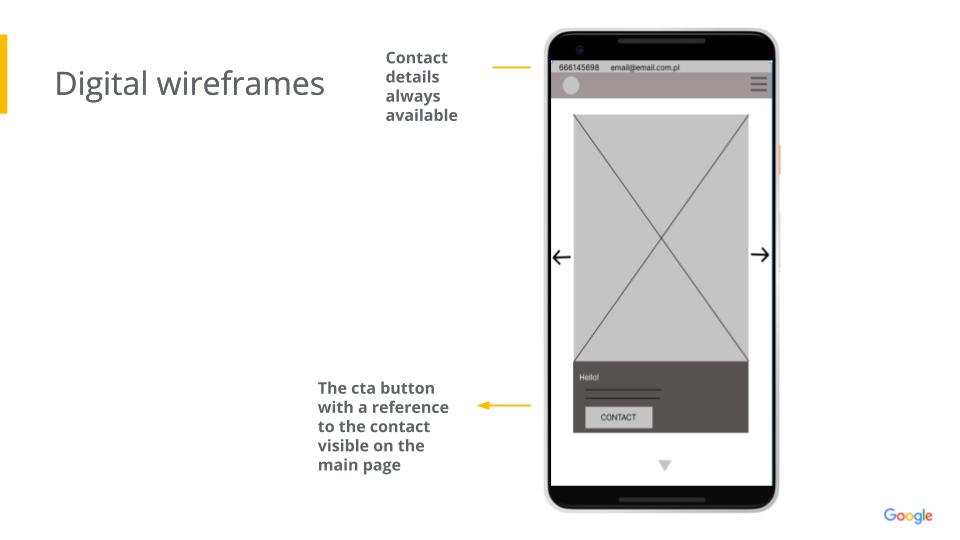 Digital wireframes
Contact
details
always
available
666145698 email@email.com.pl
Hello!
CONTACT
The cta button
with a reference
to the contact
visible on the
main page
Google